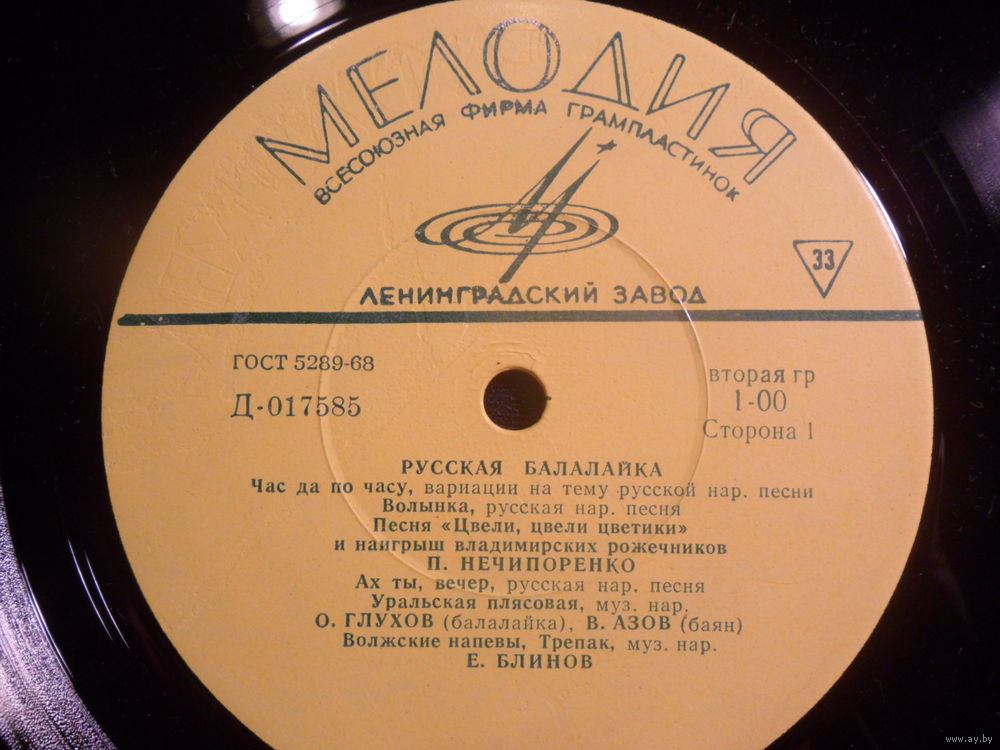 МЕЛОДИЯ
ВСЕСОЮЗНАЯ ФИРМА ГРАМПЛАСТИНОК
ЛЕНИНГРАДСКИЙ ЗАВОД
33
ГОСТ 5289-68
Д-017585
вторая гр
1-00
Сторона 1
РУССКАЯ БАЛАЛАЙКА
Час да по часу, вариации на тему русской нар. песни
Волынка, русская нар. песня
Песня «Цвели, цвели цветики»
и наигрыш владимирских рожечников
П. НЕЧИПОРЕНКО
Ах ты, вечер, русская нар. песня
Уральская плясовая, муз. нар.
О. ГЛУХОВ (балалайка), В. АЗОВ (баян)
Волжские напевы, Трепак, муз. нар.
Е. БЛИНОВ
www.ay.by